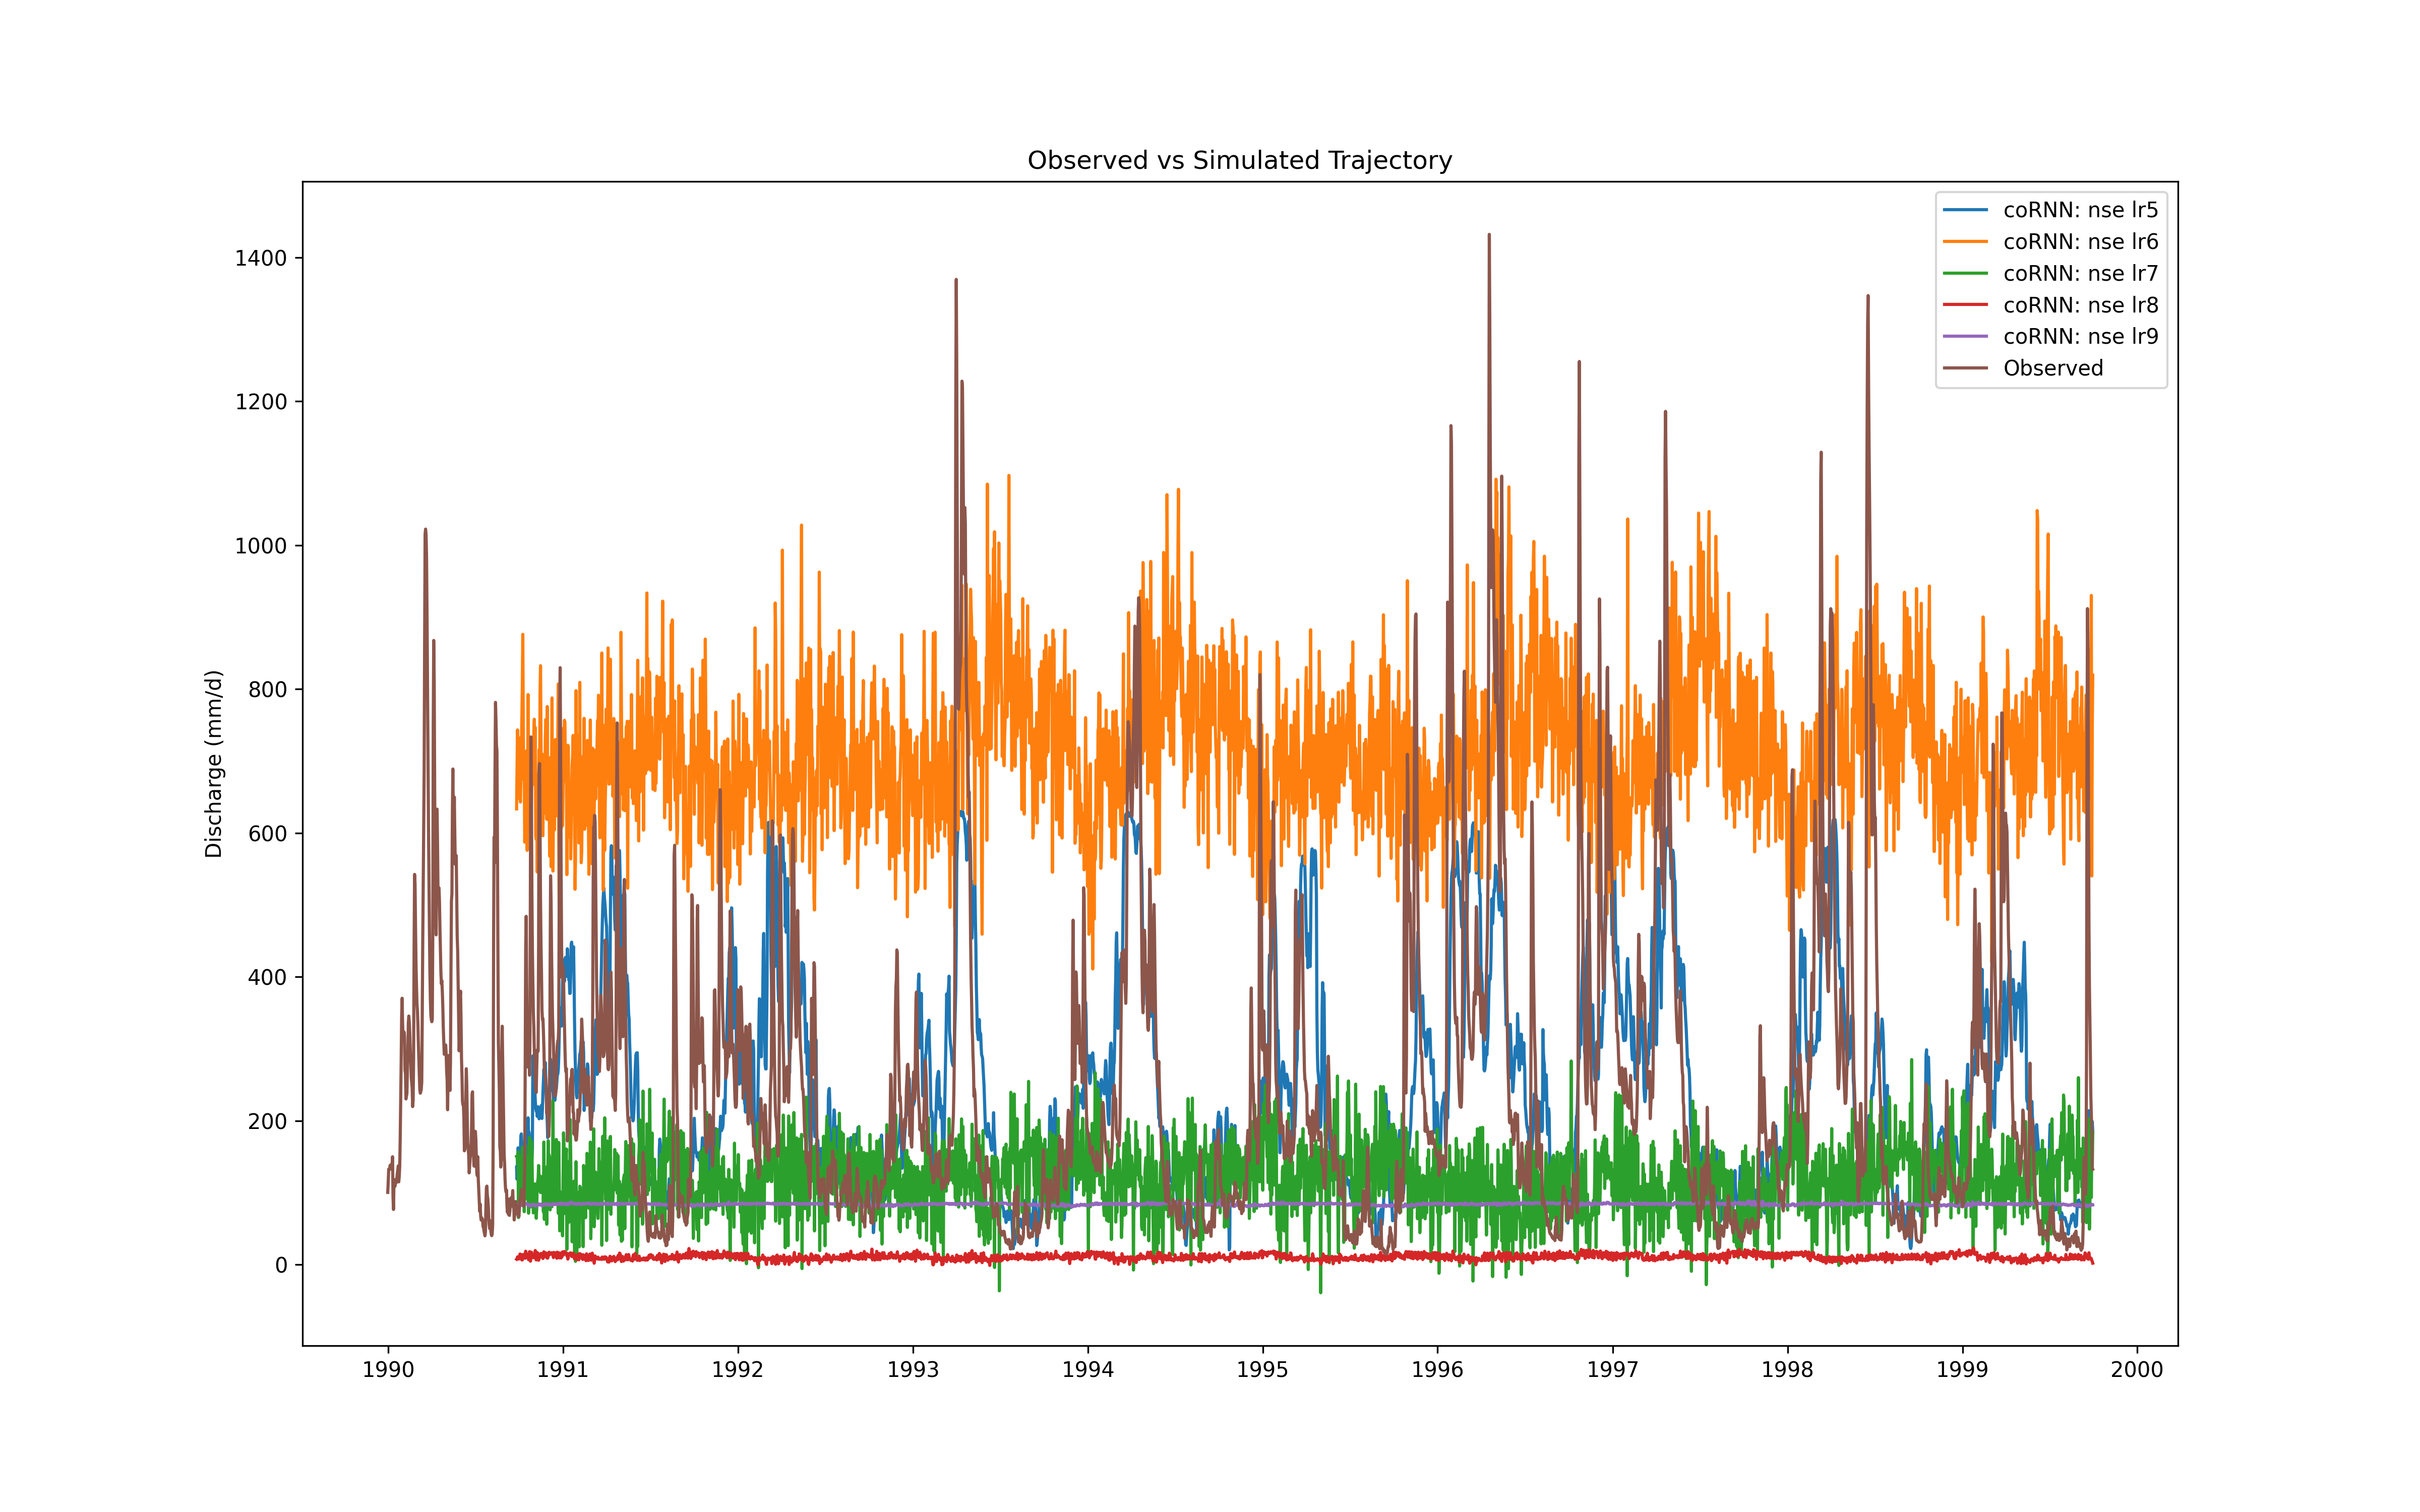 Observed vs Simulated Trajectory
coRNN: nse lr5
coRNN: nse lr6
coRNN: nse lr7
coRNN: nse lr8
coRNN: nse lr9
Observed
Discharge (mm/d)
1400
1200
1000
800
600
400
200
0
1990 1991 1992 1993 1994 1995 1996 1997 1998 1999 2000